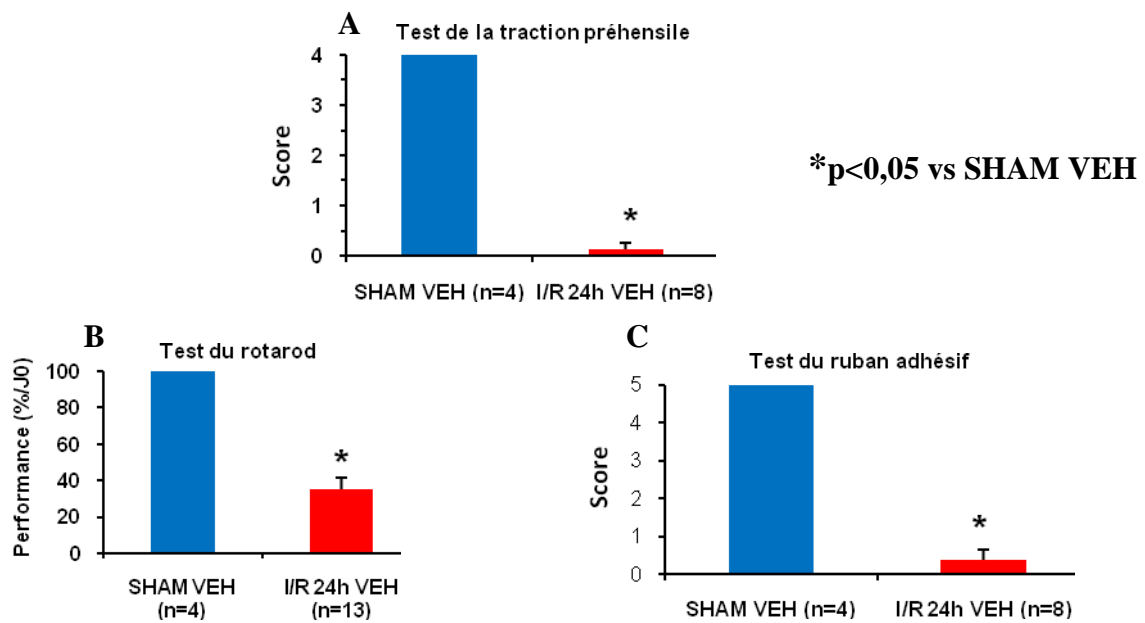 A
Test de la traction préhensile
Score
4
3
2
1
0
*
SHAM VEH (n=4) I/R 24h VEH (n=8)
*p<0,05 vs SHAM VEH
B
Test du rotarod
Performance (%/J0)
100
80
60
40
20
0
*
SHAM VEH
(n=4)
I/R 24h VEH
(n=13)
C
Test du ruban adhésif
Score
5
4
3
2
1
0
*
SHAM VEH (n=4) I/R 24h VEH (n=8)